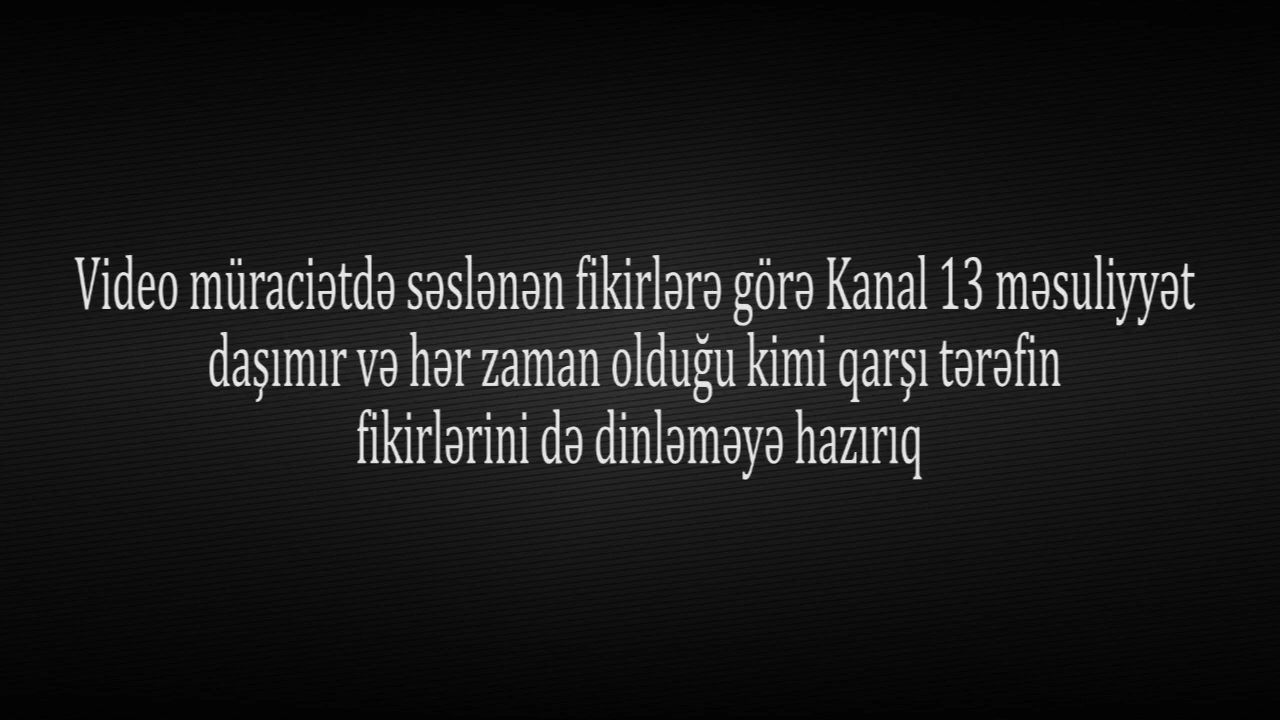 Video müraciətdə səslənən fikirlərə görə Kanal 13 məsuliyyət
daşımır və hər zaman olduğu kimi qarşı tərəfin
fikirlərini də dinləməyə hazırıq